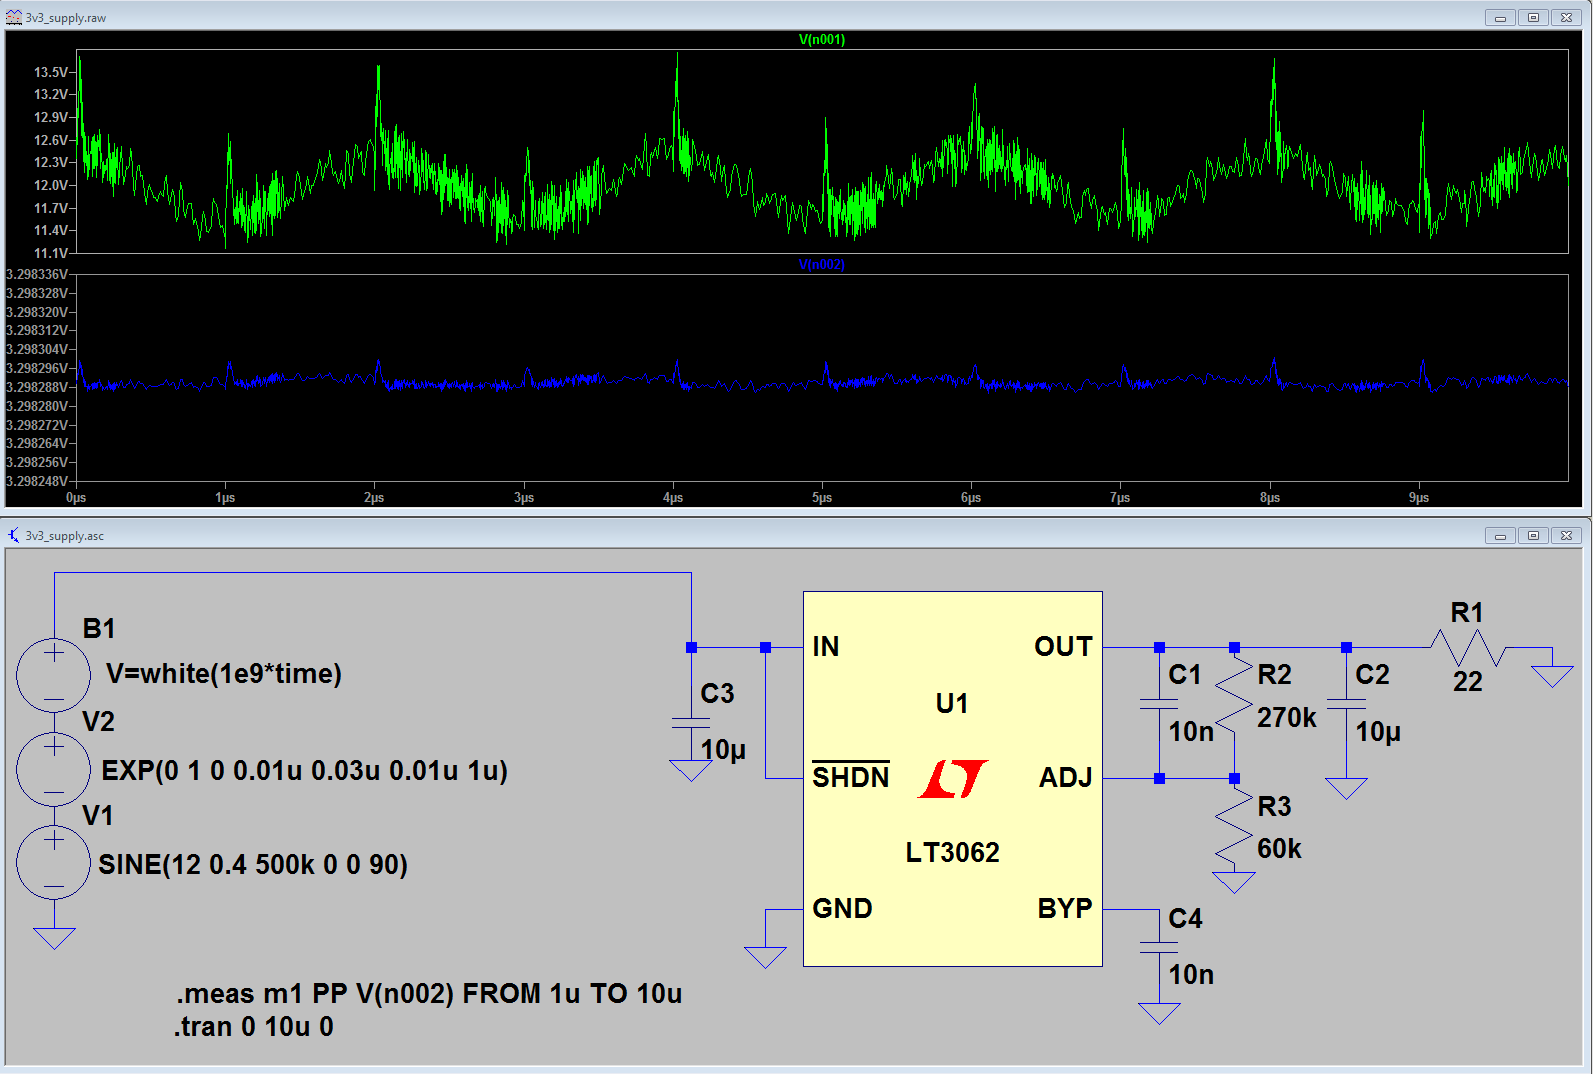 3v3_supply.raw
V(n001)
13.5V
13.2V
12.9V
12.6V
12.3V
12.0V
11.7V
11.4V
11.1V
V(n002)
3.298336V
3.298328V
3.298320V
3.298312V
3.298304V
3.298296V
3.298288V
3.298280V
3.298272V
3.298264V
3.298256V
3.298248V
0µs 1µs 2µs 3µs 4µs 5µs 6µs 7µs 8µs 9µs
3v3_supply.asc
B1
V=white(1e9*time)
V2
EXP(0 1 0 0.01u 0.03u 0.01u 1u)
V1
SINE(12 0.4 500k 0 0 90)
.meas m1 PP V(n002) FROM 1u TO 10u
.tran 0 10u 0
C3
10µ
IN
OUT
U1
SHDN
ADJ
LT3062
GND
BYP
C1
10n
R2
270k
C2
10µ
R1
22
R3
60k
C4
10n